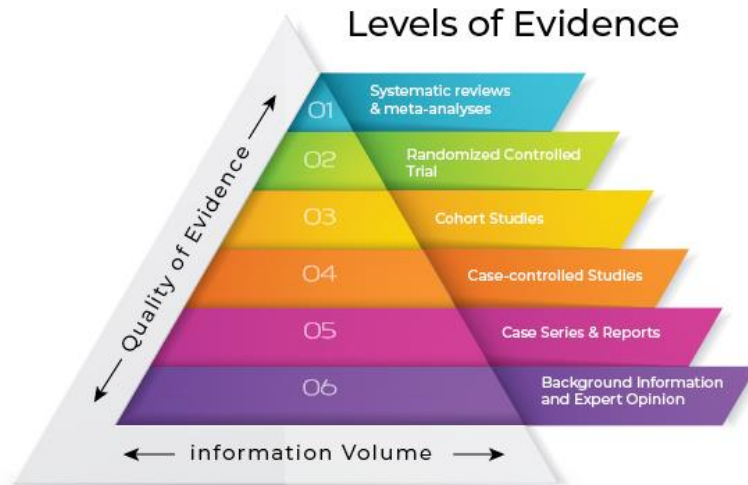 Levels of Evidence
01
Systematic reviews
& meta-analyses
02
Randomized Controlled
Trial
03
Cohort Studies
04
Case-controlled Studies
05
Case Series & Reports
06
Background Information
and Expert Opinion
Quality of Evidence
information Volume